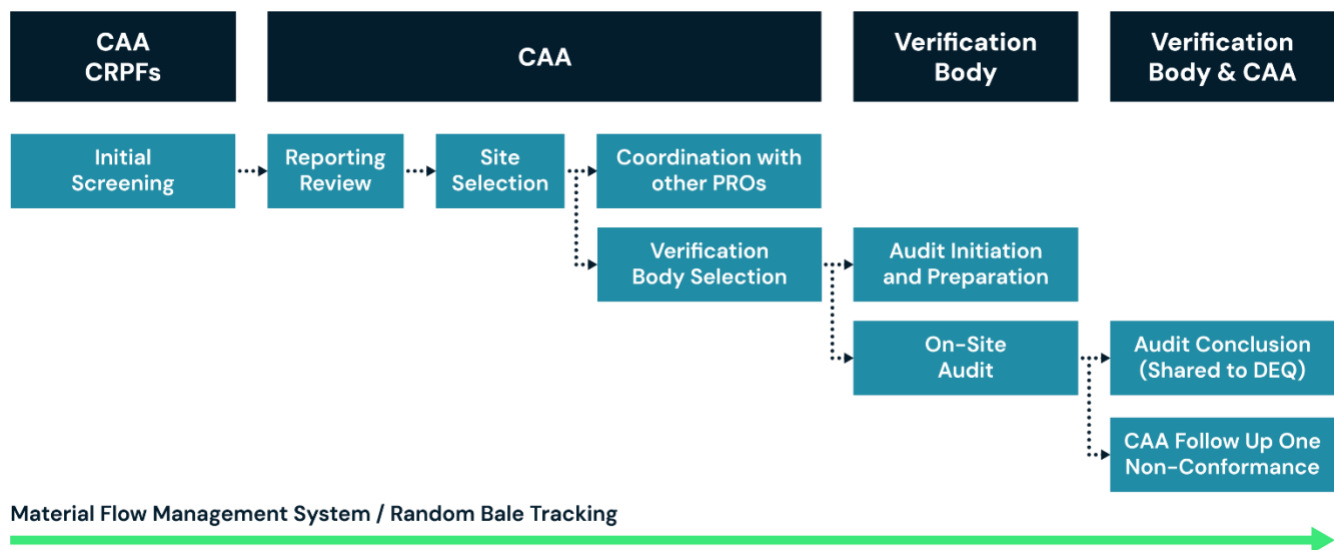 CAA
CRPFs
CAA
Verification
Body
Verification
Body & CAA
Initial
Screening
Reporting
Review
Site
Selection
Coordination with
other PROs
Verification
Body Selection
Audit Initiation
and Preparation
On-Site
Audit
Audit Conclusion
(Shared to DEQ)
CAA Follow Up One
Non-Conformance
Material Flow Management System / Random Bale Tracking